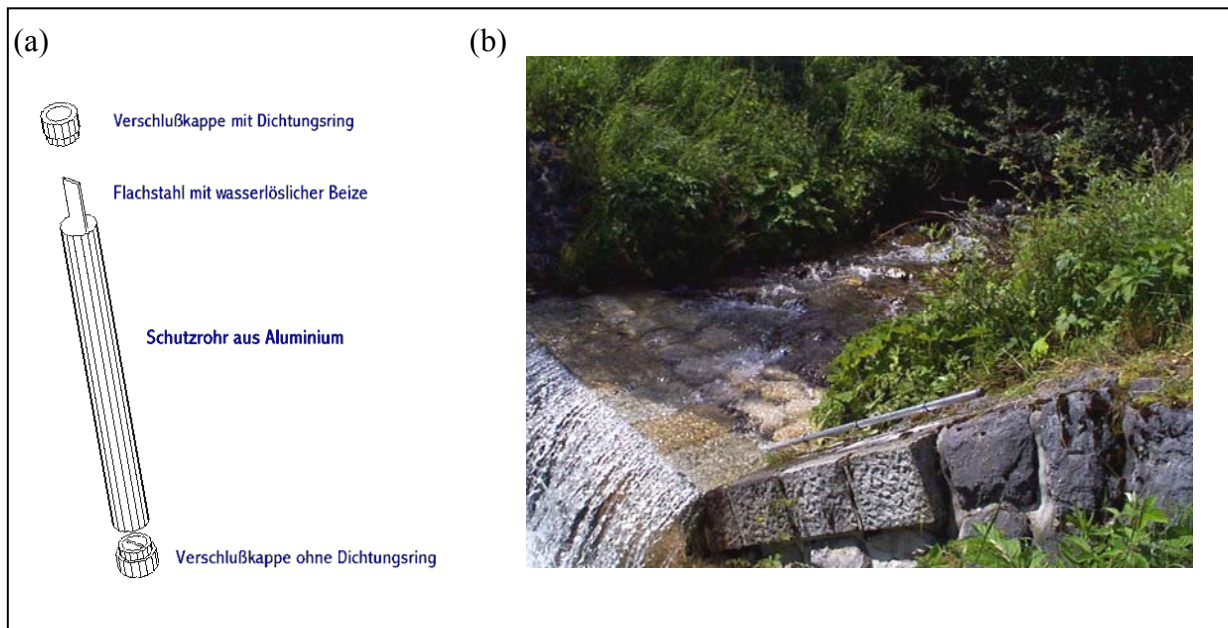 (a)
(b)
Verschlußkappe mit Dichtungsring
Flachstahl mit wasserlöslicher Beize
Schutzrohr aus Aluminium
Verschlußkappe ohne Dichtungsring